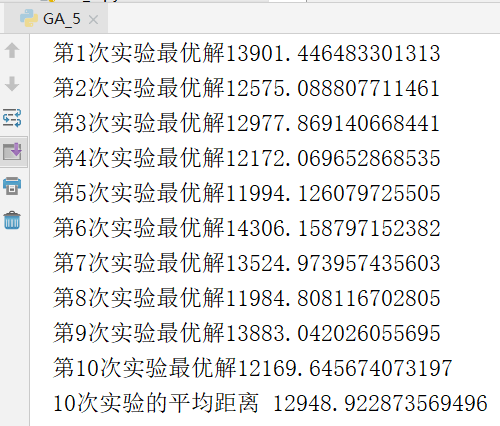 GA_5
第1次实验最优解13901.446483301313
第2次实验最优解12575.088807711461
第3次实验最优解12977.869140668441
第4次实验最优解12172.069652868535
第5次实验最优解11994.126079725505
第6次实验最优解14306.158797152382
第7次实验最优解13524.973957435603
第8次实验最优解11984.808116702805
第9次实验最优解13883.042026055695
第10次实验最优解12169.645674073197
10次实验的平均距离 12948.922873569496